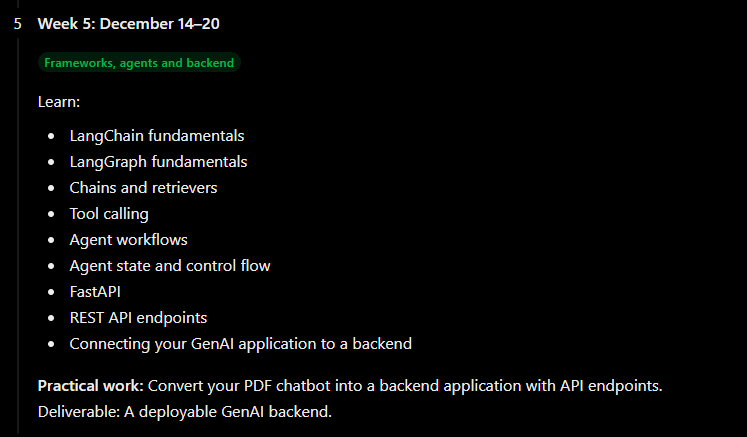 5 Week 5: December 14–20
Frameworks, agents and backend
Learn:
• LangChain fundamentals
• LangGraph fundamentals
• Chains and retrievers
• Tool calling
• Agent workflows
• Agent state and control flow
• FastAPI
• REST API endpoints
• Connecting your GenAI application to a backend
Practical work: Convert your PDF chatbot into a backend application with API endpoints.
Deliverable: A deployable GenAI backend.